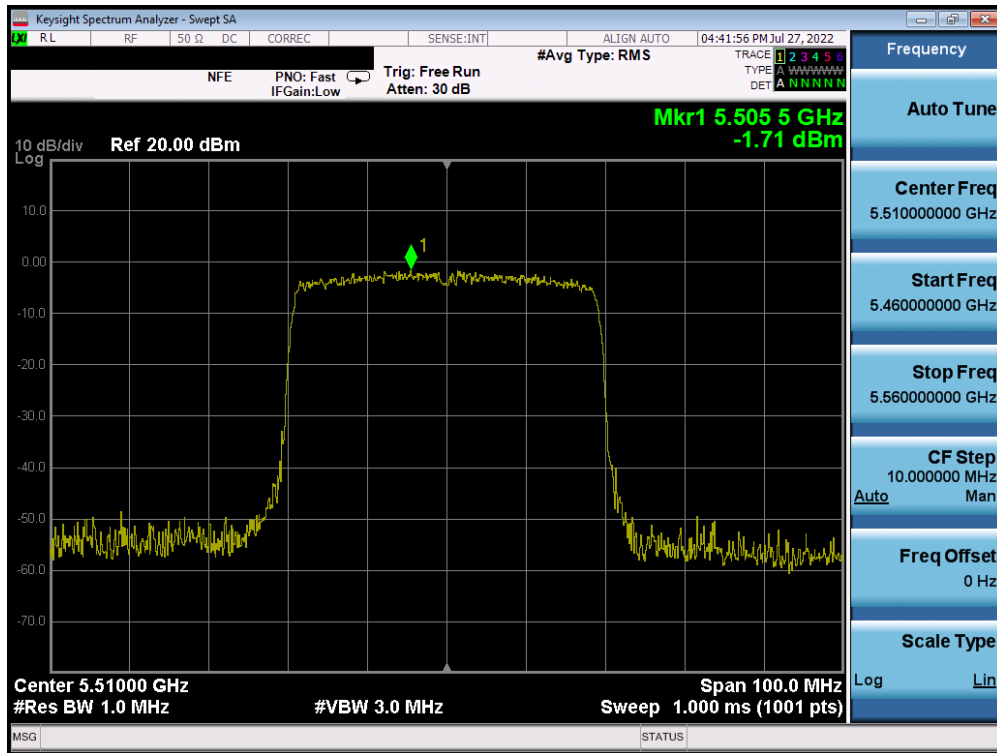 Keysight Spectrum Analyzer - Swept SA
LXI RL RF 50 Ω DC CORREC SENSE:INT ALIGN AUTO 04:41:56 PM Jul 27, 2022
#Avg Type: RMS
TRACE 1 2 3 4 5 6
TYPE A WWWWW
DET A N N N N N
NFE PNO: Fast Trig: Free Run
IFGain:Low Atten: 30 dB
Mkr1 5.505 5 GHz
-1.71 dBm
10 dB/div Ref 20.00 dBm
Log
10.0
0.00
-10.0
-20.0
-30.0
-40.0
-50.0
-60.0
-70.0
1
Center 5.51000 GHz Span 100.0 MHz
#Res BW 1.0 MHz #VBW 3.0 MHz Sweep 1.000 ms (1001 pts)
MSG STATUS
Frequency
Auto Tune
Center Freq
5.510000000 GHz
Start Freq
5.460000000 GHz
Stop Freq
5.560000000 GHz
CF Step
10.000000 MHz
Auto Man
Freq Offset
0 Hz
Scale Type
Log Lin